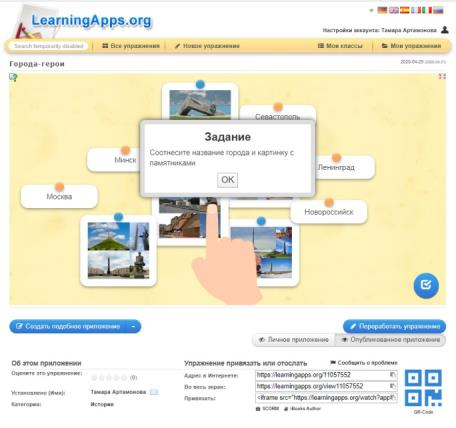 LearningApps.org
Настройки аккаунта: Тамара Артамонова
Search temporarily disabled
Все упражнения
Новое упражнение
Мои классы
Мои упражнения
Города-герои
2020-04-25
Задание
Соотнесите название города и картинку с
памятниками
OK
Севастополь
Минск
Ленинград
Москва
Новороссийск
Создать подобное приложение
Переработать упражнение
Личное приложение
Опубликованное приложение
Об этом приложении
Оцените это упражнение:
(0)
Установлено (Имя): Тамара Артамонова
Категория: История
Упражнение привязать или отослать
Сообщить о проблеме
Адрес в Интернете: https://learningapps.org/11057552
Во весь экран: https://learningapps.org/view11057552
Привязать: <iframe src="https://learningapps.org/watch?appl
SCORM iBooks Author
QR-Code